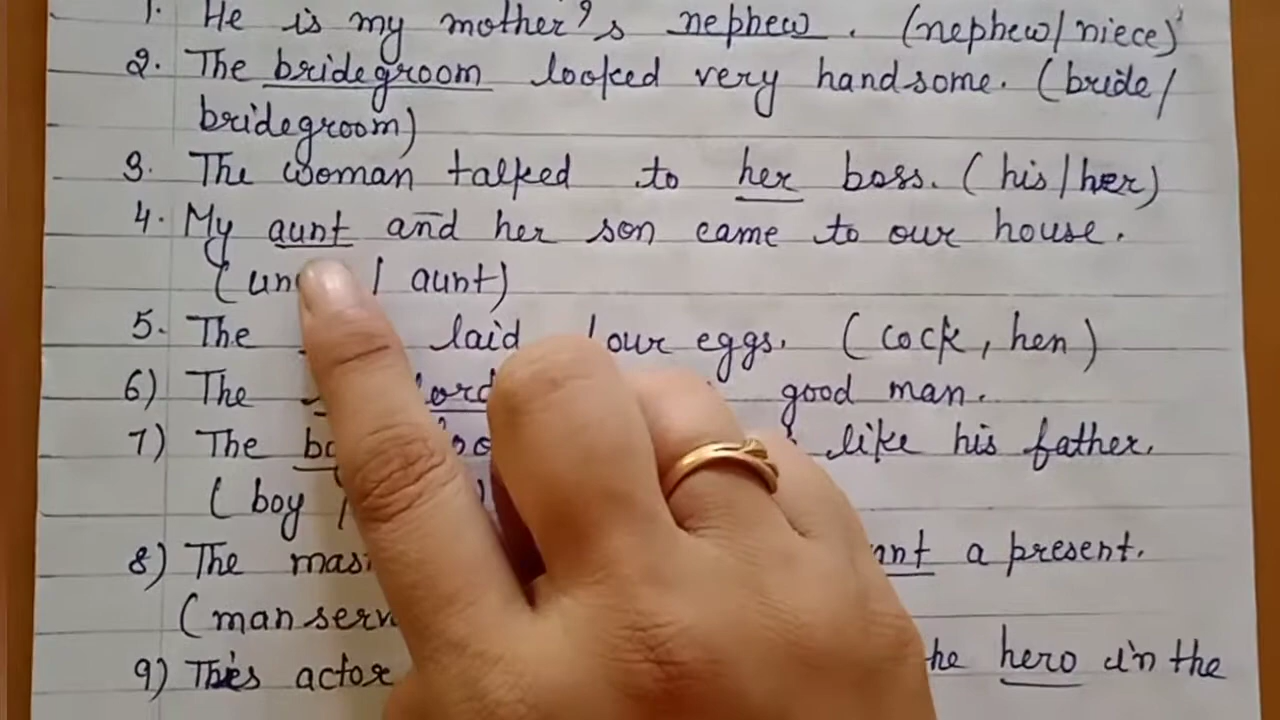 1. He is my mother's nephew. (nephew/niece)
2. The bridegroom looked very handsome. (bride/
bridegroom)
3. The woman talked to her boss. (his/her)
4. My aunt and her son came to our house.
( / aunt)
5. The laid eggs. (cock, hen)
6) The good man.
7) The like his father.
(boy
8) The a present.
(man
9) This actor hero in the